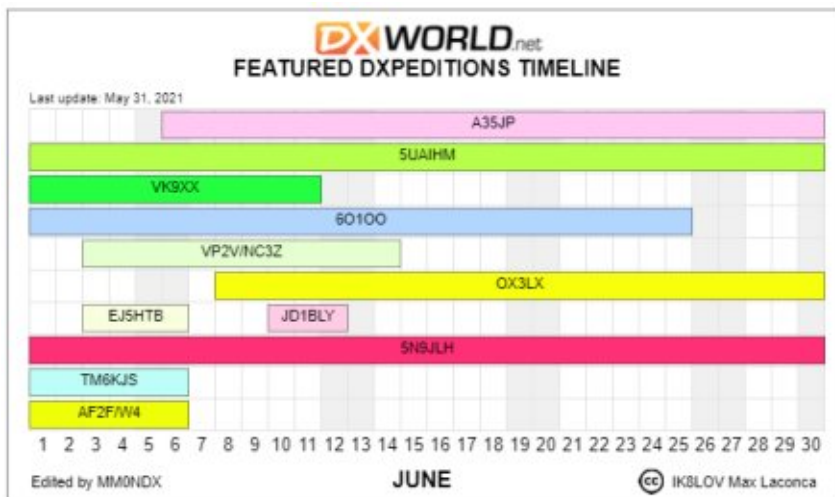 DX WORLD.net
FEATURED DXPEDITIONS TIMELINE
Last update: May 31, 2021
A35JP
5UAIHM
VK9XX
6O1OO
VP2V/NC3Z
OX3LX
EJ5HTB JD1BLY
5N9JLH
TM6KJS
AF2F/W4
1 2 3 4 5 6 7 8 9 10 11 12 13 14 15 16 17 18 19 20 21 22 23 24 25 26 27 28 29 30
Edited by MM0NDX JUNE cc IK8LOV Max Laconca